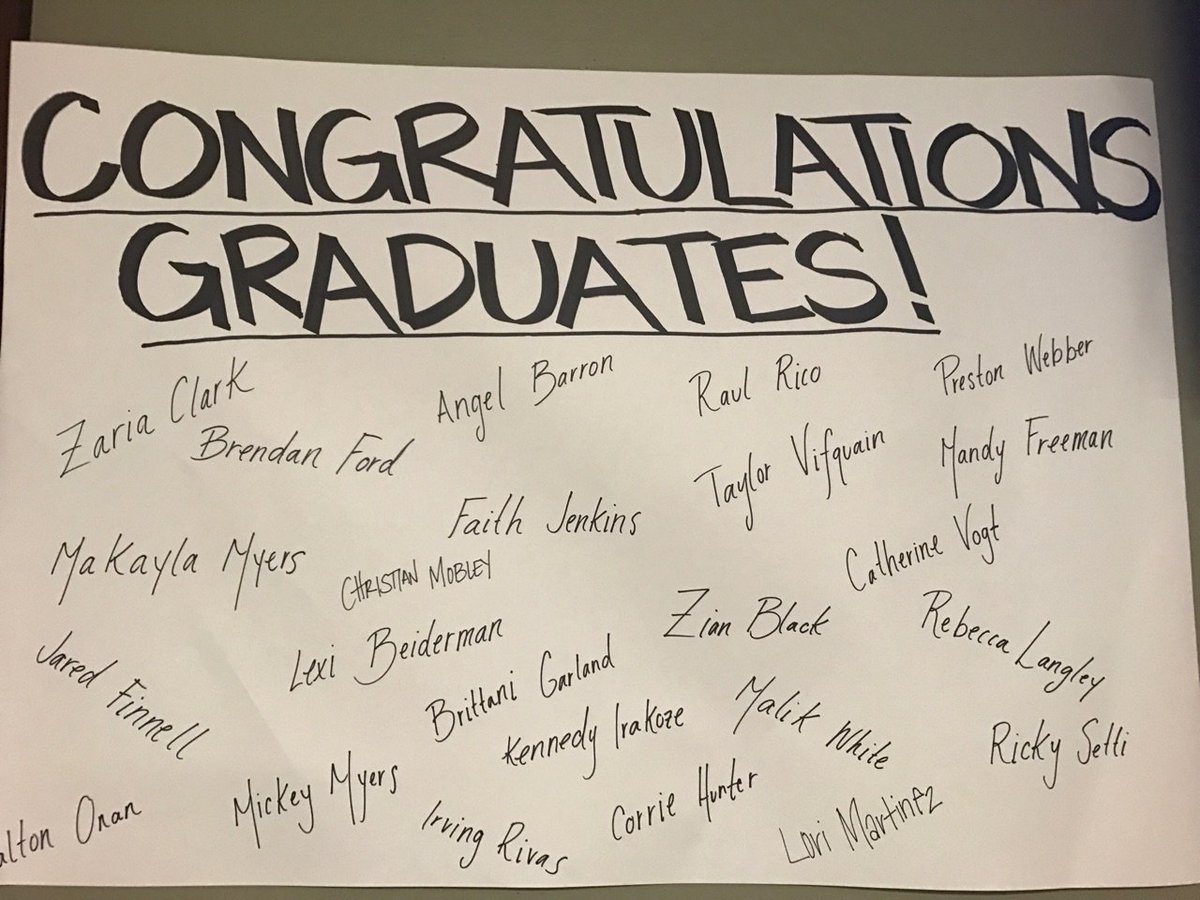 CONGRATULATIONS
GRADUATES!
Zaria Clark
Angel Barron
Raul Rico
Preston Webber
Brendan Ford
Taylor Vifquain
Mandy Freeman
Faith Jenkins
Makayla Myers
CHRISTIAN MOBLEY
Catherine Vogt
Zian Black
Rebecca Langley
Jared Finnell
Lexi Beiderman
Brittani Garland
Kennedy Irakoze
Malik White
Ricky Setti
Mickey Myers
Corrie Hunter
alton Onan
Irving Rivas
Lori Martinez